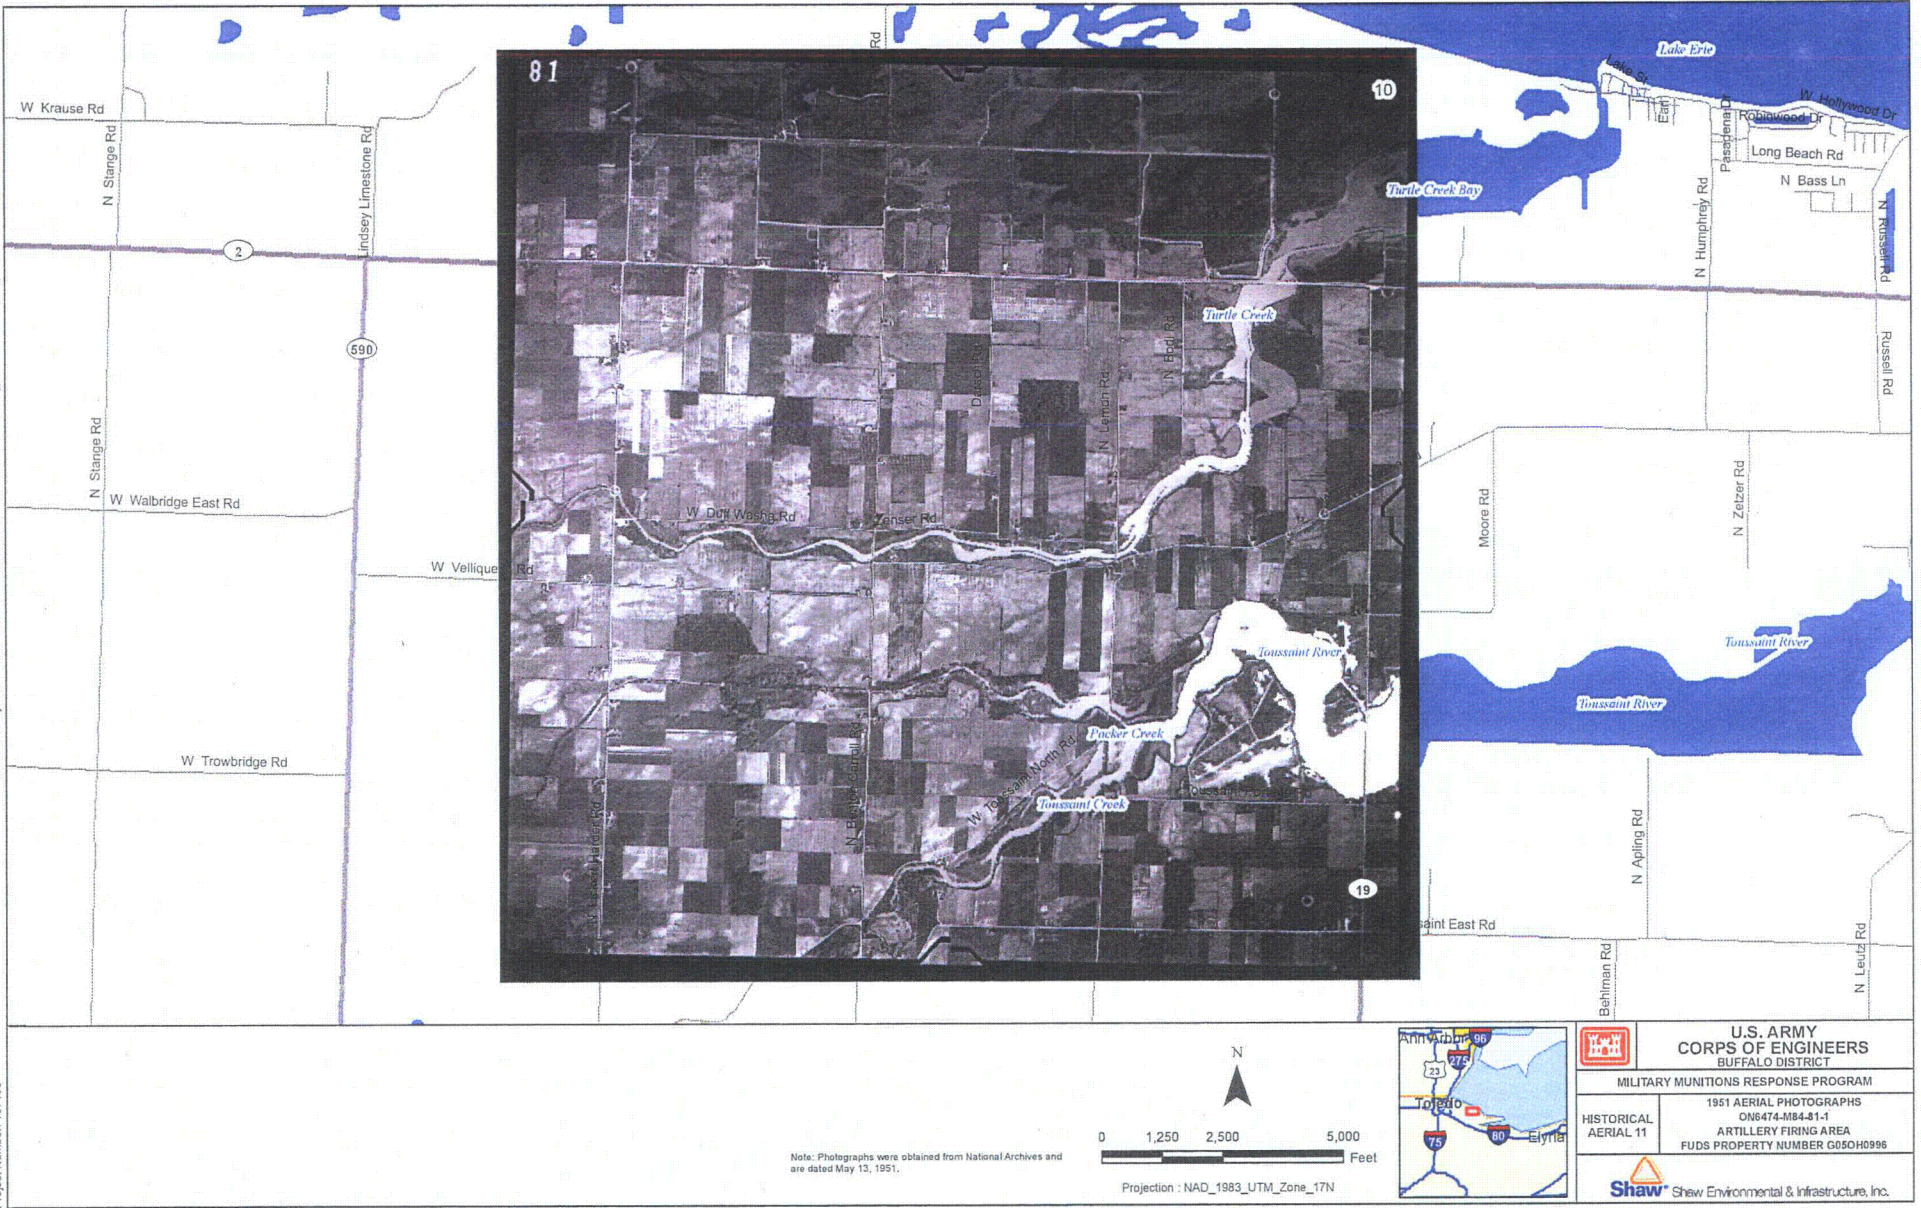 Rd
81
10
Lake Erie
Lake St
W Hollywood Dr
W Krause Rd
Earl
Pasadena Dr
Robinwood Dr
Long Beach Rd
N Bass Ln
N Stange Rd
Lindsey Limestone Rd
Turtle Creek Bay
N Humphrey Rd
N Russell Rd
2
Turtle Creek
590
N Bodi Rd
N Lemon Rd
Russell Rd
N Stange Rd
W Walbridge East Rd
W Duff Washa Rd
Zenser Rd
Moore Rd
N Zetzer Rd
W Vellique Rd
Toussaint River
Toussaint River
Toussaint River
Packer Creek
W Trowbridge Rd
W Toussaint North Rd
Toussaint Creek
N Apling Rd
19
saint East Rd
N Leutz Rd
Behlman Rd
N
0 1,250 2,500 5,000
Feet
Projection : NAD_1983_UTM_Zone_17N
Note: Photographs were obtained from National Archives and
are dated May 13, 1951.
Ann Arbor
96
275
23
Toledo
75
80
Elyria
U.S. ARMY
CORPS OF ENGINEERS
BUFFALO DISTRICT
MILITARY MUNITIONS RESPONSE PROGRAM
HISTORICAL
AERIAL 11
1951 AERIAL PHOTOGRAPHS
ON6474-M84-81-1
ARTILLERY FIRING AREA
FUDS PROPERTY NUMBER G05OH0996
Shaw Shaw Environmental & Infrastructure, Inc.